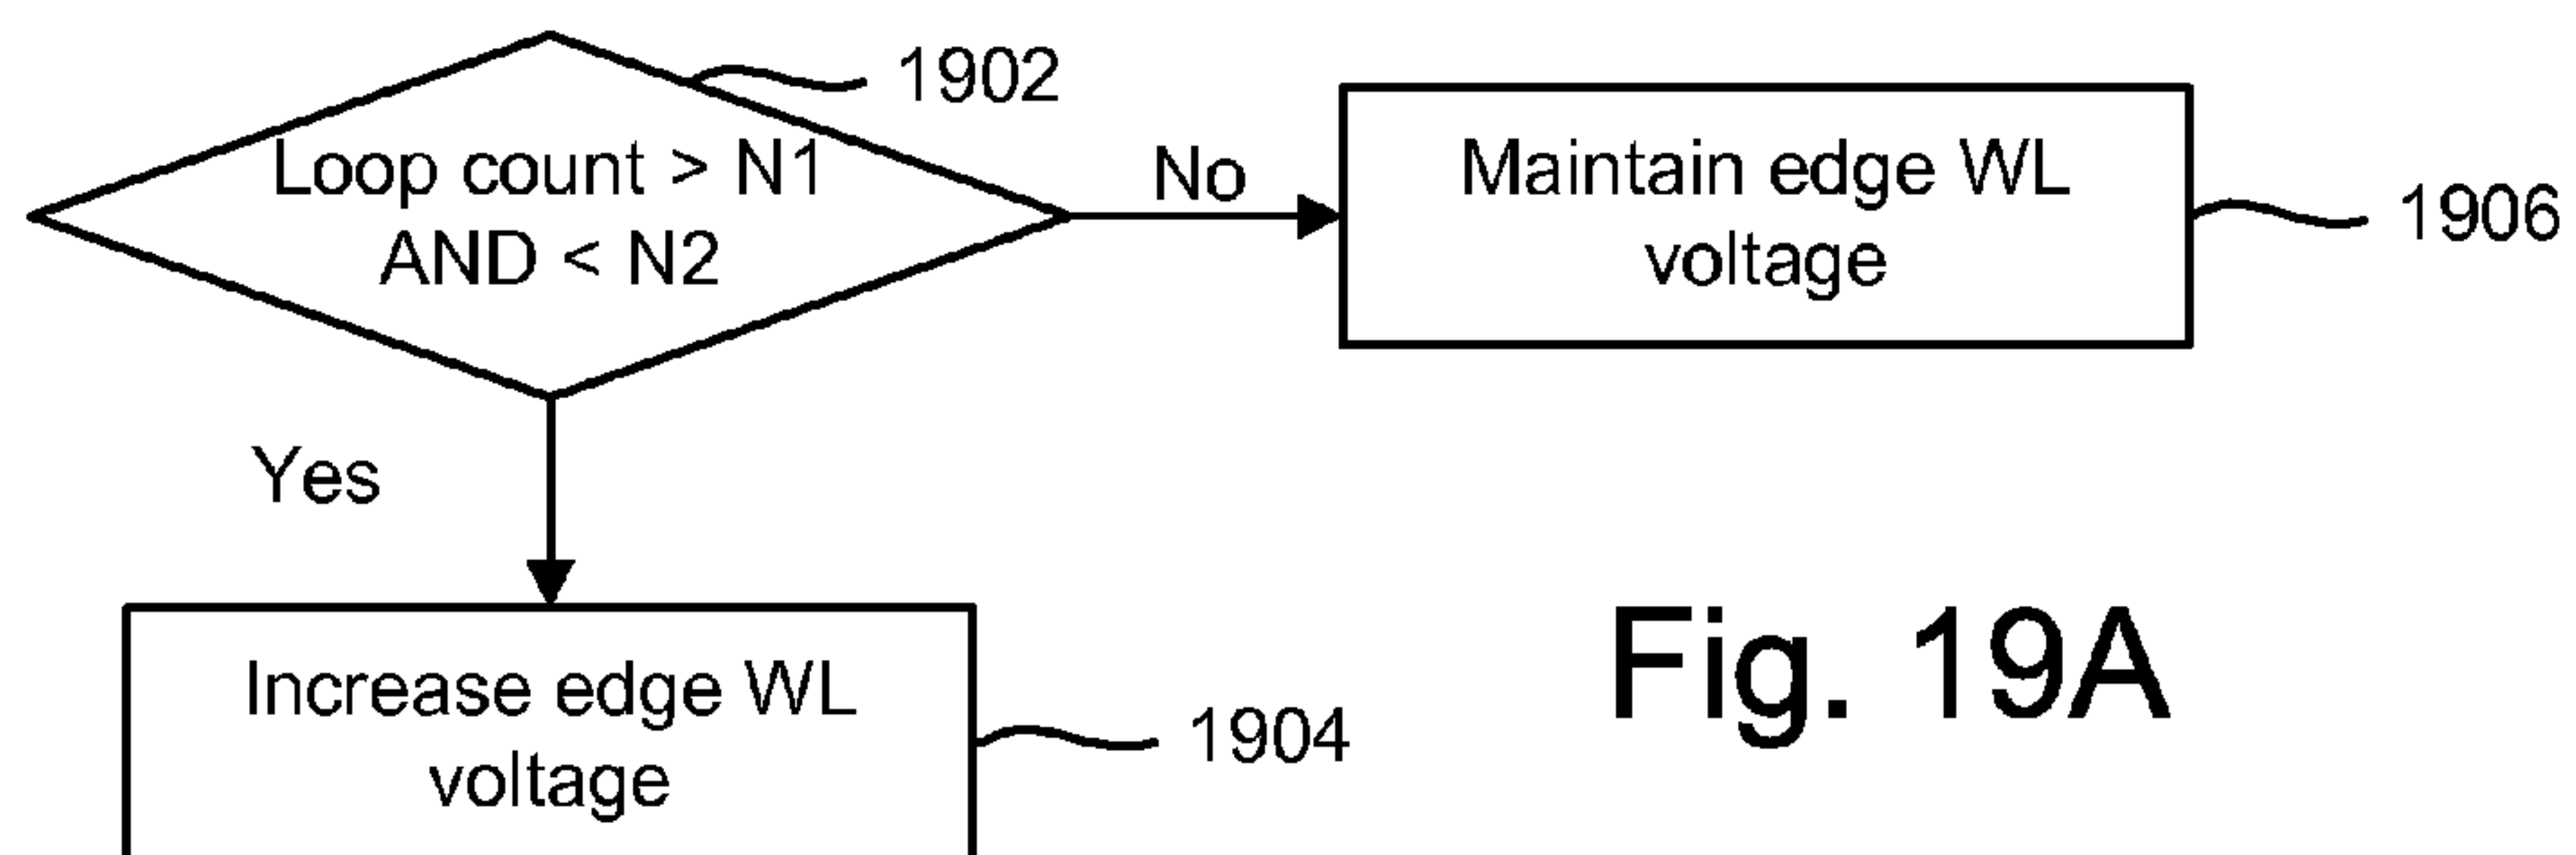 1902
Loop count > N1
AND < N2
No
Maintain edge WL
voltage
1906
Yes
Increase edge WL
voltage
1904
Fig. 19A